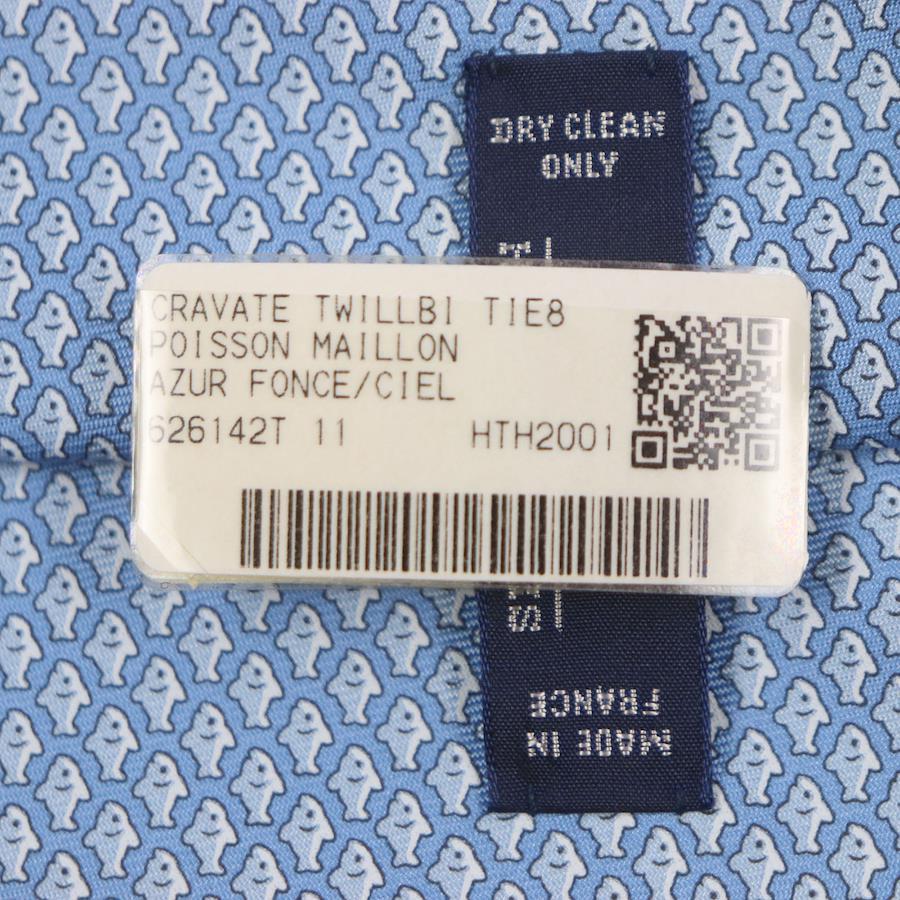 DRY CLEAN
ONLY
CRAVATE TWILLBI TIE8
POISSON MAILLON
AZUR FONCE/CIEL
626142T 11 HTH2001
MADE IN
FRANCE